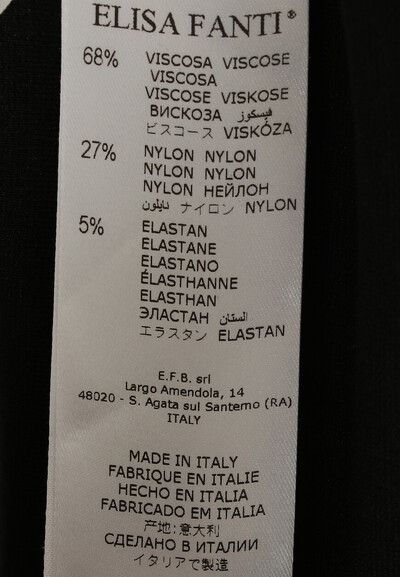 ELISA FANTI®
68% VISCOSA VISCOSE
VISCOSA
VISCOSE VISKOSE
ВИСКОЗА فيسكوز
ビスコース VISKÓZA
27% NYLON NYLON
NYLON NYLON
NYLON НЕЙЛОН
نايلون ナイロン NYLON
5% ELASTAN
ELASTANE
ELASTANO
ÉLASTHANNE
ELASTHAN
ЭЛАСТАН الستان
エラスタン ELASTAN
E.F.B. srl
Largo Amendola, 14
48020 - S. Agata sul Santerno (RA)
ITALY
MADE IN ITALY
FABRIQUE EN ITALIE
HECHO EN ITALIA
FABRICADO EM ITALIA
产地:意大利
СДЕЛАНО В ИТАЛИИ
イタリアで製造